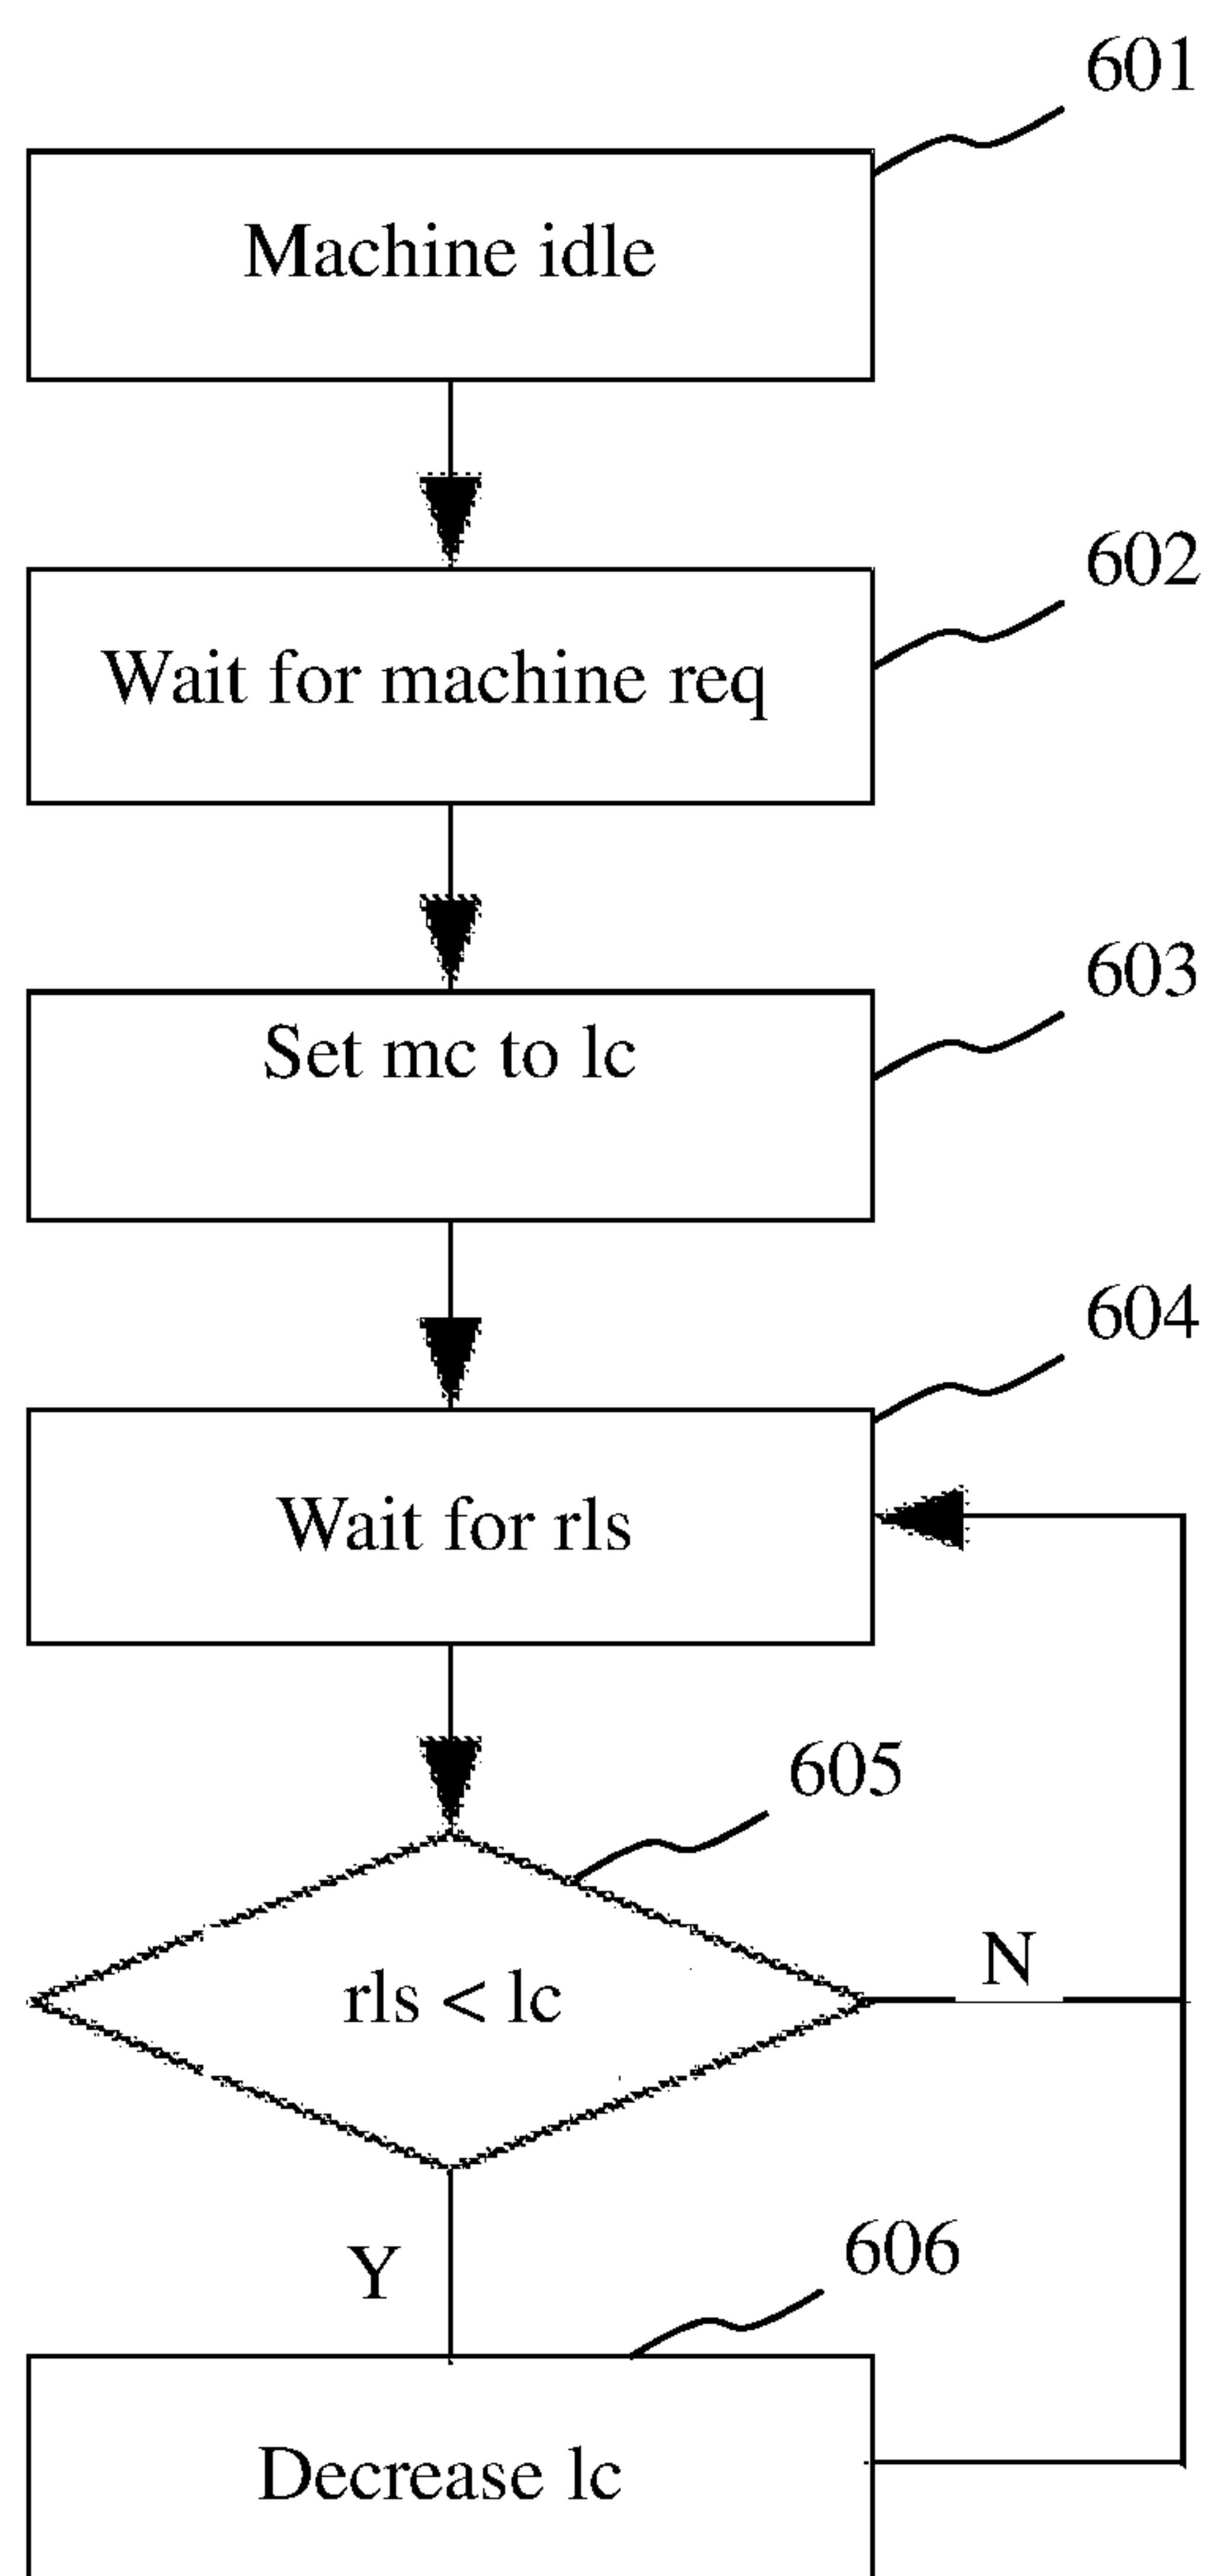 601
Machine idle
602
Wait for machine req
603
Set mc to lc
604
Wait for rls
605
N
rls < lc
606
Y
Decrease lc